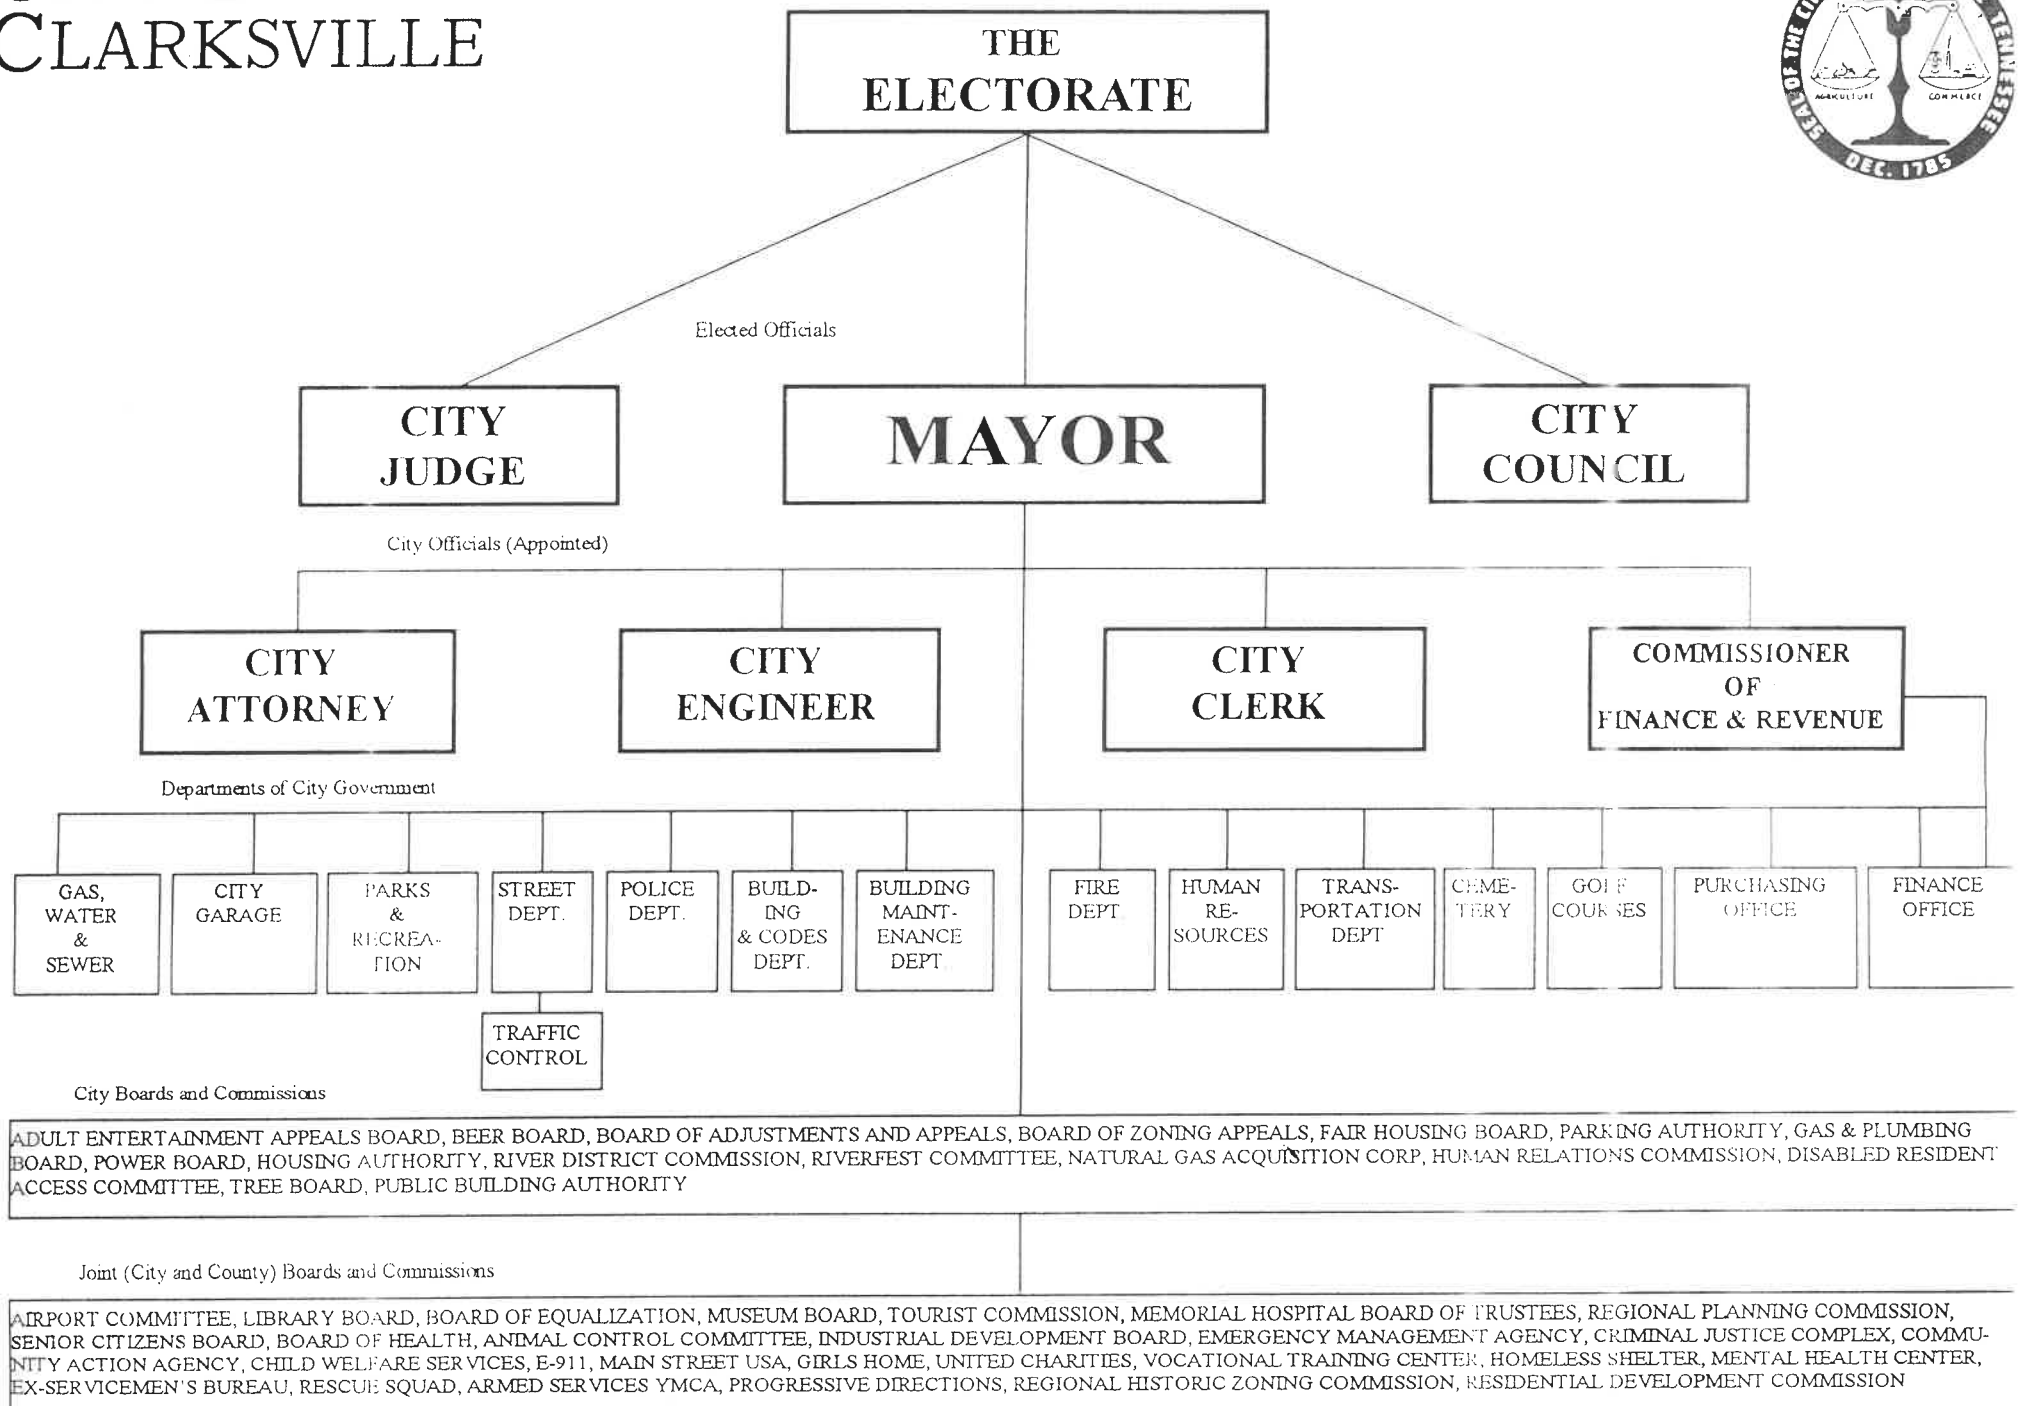 CLARKSVILLE
THE
ELECTORATE
SEAL OF THE
TENNESSEE
AGRICULTURE
COMMERCE
DEC. 1785
Elected Officials
CITY
JUDGE
MAYOR
CITY
COUNCIL
City Officials (Appointed)
CITY
ATTORNEY
CITY
ENGINEER
CITY
CLERK
COMMISSIONER
OF
FINANCE & REVENUE
Departments of City Government
GAS,
WATER
&
SEWER
CITY
GARAGE
PARKS
&
RECREA-
TION
STREET
DEPT.
POLICE
DEPT.
BUILD-
ING
& CODES
DEPT.
BUILDING
MAINT-
ENANCE
DEPT.
FIRE
DEPT.
HUMAN
RE-
SOURCES
TRANS-
PORTATION
DEPT
CEME-
TERY
GOLF
COURSES
PURCHASING
OFFICE
FINANCE
OFFICE
TRAFFIC
CONTROL
City Boards and Commissions
ADULT ENTERTAINMENT APPEALS BOARD, BEER BOARD, BOARD OF ADJUSTMENTS AND APPEALS, BOARD OF ZONING APPEALS, FAIR HOUSING BOARD, PARKING AUTHORITY, GAS & PLUMBING
BOARD, POWER BOARD, HOUSING AUTHORITY, RIVER DISTRICT COMMISSION, RIVERFEST COMMITTEE, NATURAL GAS ACQUISITION CORP, HUMAN RELATIONS COMMISSION, DISABLED RESIDENT
ACCESS COMMITTEE, TREE BOARD, PUBLIC BUILDING AUTHORITY
Joint (City and County) Boards and Commissions
AIRPORT COMMITTEE, LIBRARY BOARD, BOARD OF EQUALIZATION, MUSEUM BOARD, TOURIST COMMISSION, MEMORIAL HOSPITAL BOARD OF TRUSTEES, REGIONAL PLANNING COMMISSION,
SENIOR CITIZENS BOARD, BOARD OF HEALTH, ANIMAL CONTROL COMMITTEE, INDUSTRIAL DEVELOPMENT BOARD, EMERGENCY MANAGEMENT AGENCY, CRIMINAL JUSTICE COMPLEX, COMMU-
NITY ACTION AGENCY, CHILD WELFARE SERVICES, E-911, MAIN STREET USA, GIRLS HOME, UNITED CHARITIES, VOCATIONAL TRAINING CENTER, HOMELESS SHELTER, MENTAL HEALTH CENTER,
EX-SERVICEMEN'S BUREAU, RESCUE SQUAD, ARMED SERVICES YMCA, PROGRESSIVE DIRECTIONS, REGIONAL HISTORIC ZONING COMMISSION, RESIDENTIAL DEVELOPMENT COMMISSION